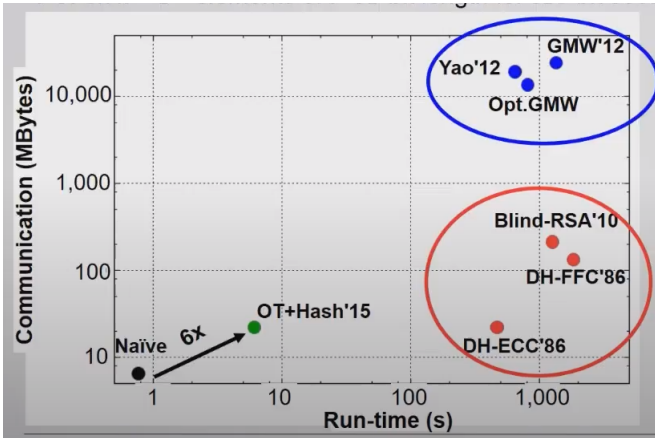 GMW'12
Yao'12
Opt.GMW
10,000
1,000
Blind-RSA'10
100
DH-FFC'86
OT+Hash'15
6x
Naïve
DH-ECC'86
10
1
10
100
1,000
Communication (MBytes)
Run-time (s)